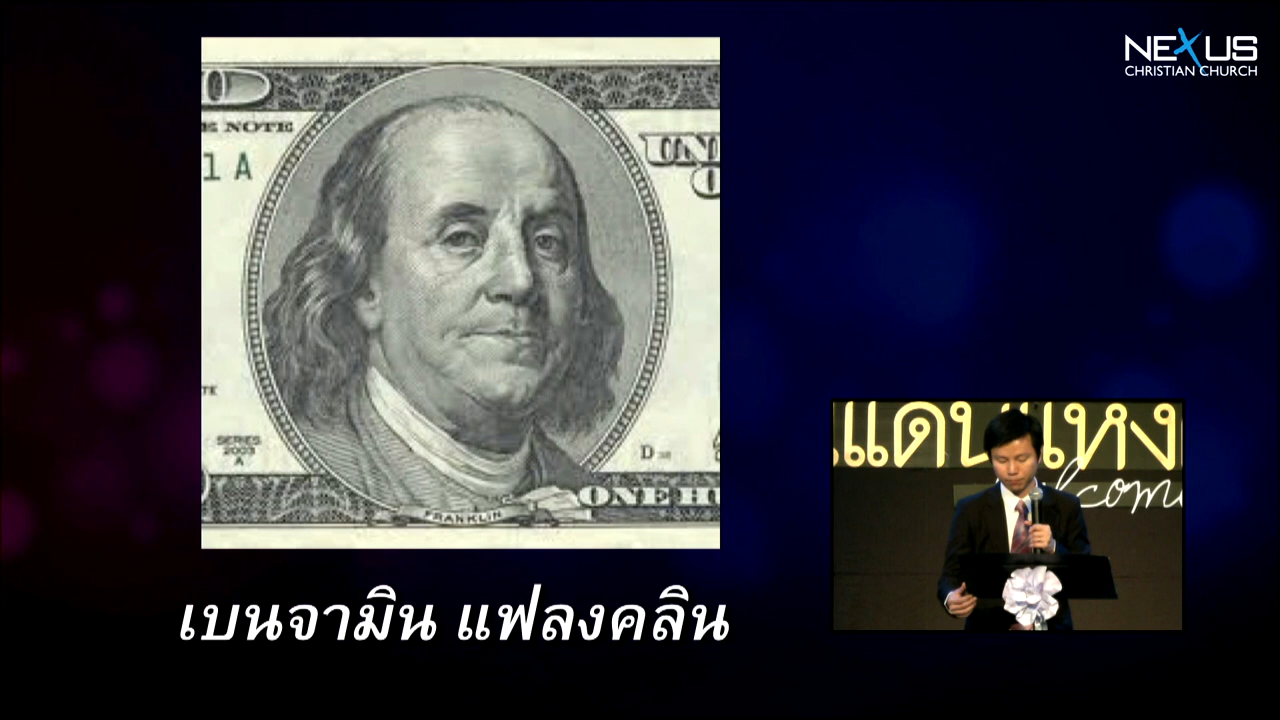 NEXUS
CHRISTIAN CHURCH
E NOTE
1 A
UNI
SERIES
2003
A
D
ONE HU
FRANKLIN
แดนแห่ง
lcom
เบนจามิน แฟลงคลิน